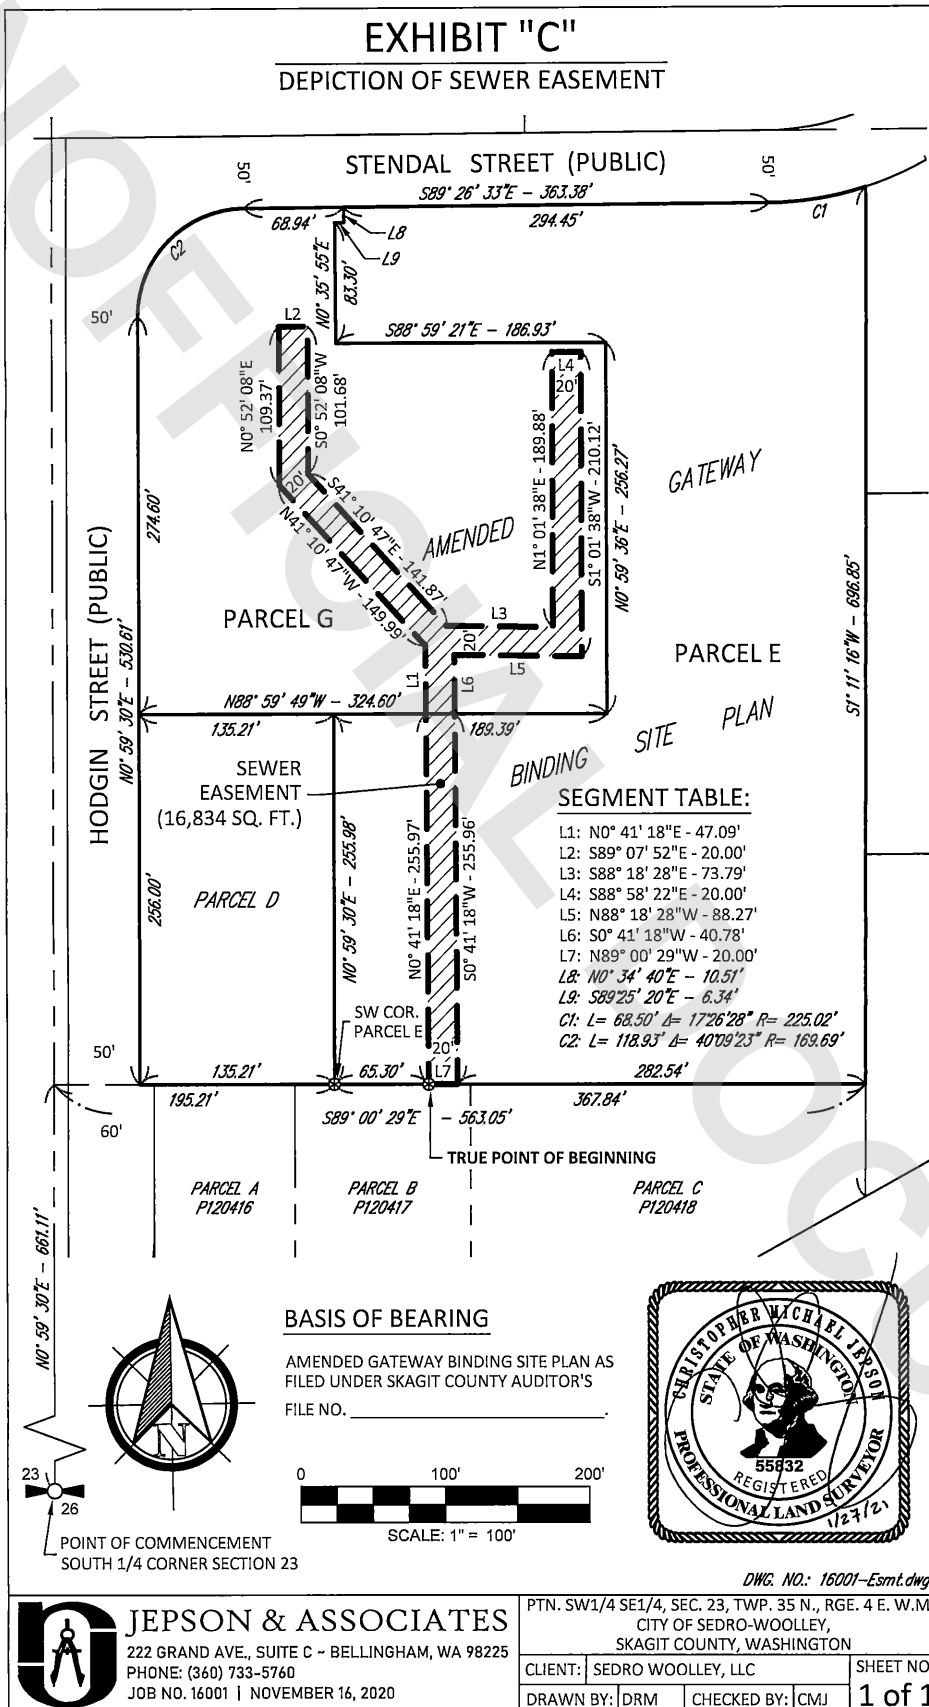 EXHIBIT "C"
DEPICTION OF SEWER EASEMENT
STENDAL STREET (PUBLIC)
50'
50'
S89° 26' 33"E - 363.38'
68.94'
294.45'
C1
C2
L8
L9
N0° 35' 55"E
83.30'
50'
L2
S88° 59' 21"E - 186.93'
L4
20'
N0° 52' 08"E
109.37'
S0° 52' 08"W
101.68'
N1° 01' 38"E - 189.88'
S1° 01' 38"W - 210.12'
N0° 59' 36"E - 256.27'
GATEWAY
20'
S41° 10' 47"E - 141.87'
N41° 10' 47"W - 149.99'
AMENDED
274.60'
HODGIN STREET (PUBLIC)
N0° 59' 30"E - 530.61'
S1° 11' 16"W - 696.85'
PARCEL G
L3
20'
L5
L1
L6
PARCEL E
N88° 59' 49"W - 324.60'
135.21'
189.39'
BINDING SITE PLAN
SEWER
EASEMENT
(16,834 SQ. FT.)
SEGMENT TABLE:
L1: N0° 41' 18"E - 47.09'
L2: S89° 07' 52"E - 20.00'
L3: S88° 18' 28"E - 73.79'
L4: S88° 58' 22"E - 20.00'
L5: N88° 18' 28"W - 88.27'
L6: S0° 41' 18"W - 40.78'
L7: N89° 00' 29"W - 20.00'
L8: N0° 34' 40"E - 10.51'
L9: S89°25' 20"E - 6.34'
C1: L= 68.50' Δ= 17°26'28" R= 225.02'
C2: L= 118.93' Δ= 40°09'23" R= 169.69'
256.00'
PARCEL D
N0° 59' 30"E - 255.98'
N0° 41' 18"E - 255.97'
S0° 41' 18"W - 255.96'
SW COR.
PARCEL E
50'
20'
135.21'
65.30'
L7
282.54'
195.21'
367.84'
S89° 00' 29"E - 563.05'
60'
TRUE POINT OF BEGINNING
PARCEL A
P120416
PARCEL B
P120417
PARCEL C
P120418
N0° 59' 30"E - 661.11'
BASIS OF BEARING
AMENDED GATEWAY BINDING SITE PLAN AS
FILED UNDER SKAGIT COUNTY AUDITOR'S
FILE NO. ____________________.
N
0 100' 200'
SCALE: 1" = 100'
23
26
POINT OF COMMENCEMENT
SOUTH 1/4 CORNER SECTION 23
CHRISTOPHER MICHAEL JEPSON
STATE OF WASHINGTON
55832
REGISTERED
PROFESSIONAL LAND SURVEYOR
1/27/21
DWG. NO.: 16001-Esmt.dwg
JEPSON & ASSOCIATES
222 GRAND AVE., SUITE C ~ BELLINGHAM, WA 98225
PHONE: (360) 733-5760
JOB NO. 16001 | NOVEMBER 16, 2020
PTN. SW1/4 SE1/4, SEC. 23, TWP. 35 N., RGE. 4 E. W.M
CITY OF SEDRO-WOOLLEY,
SKAGIT COUNTY, WASHINGTON
CLIENT: SEDRO WOOLLEY, LLC
SHEET NO
DRAWN BY: DRM CHECKED BY: CMJ
1 of 1
UNOFFICIAL DOCU